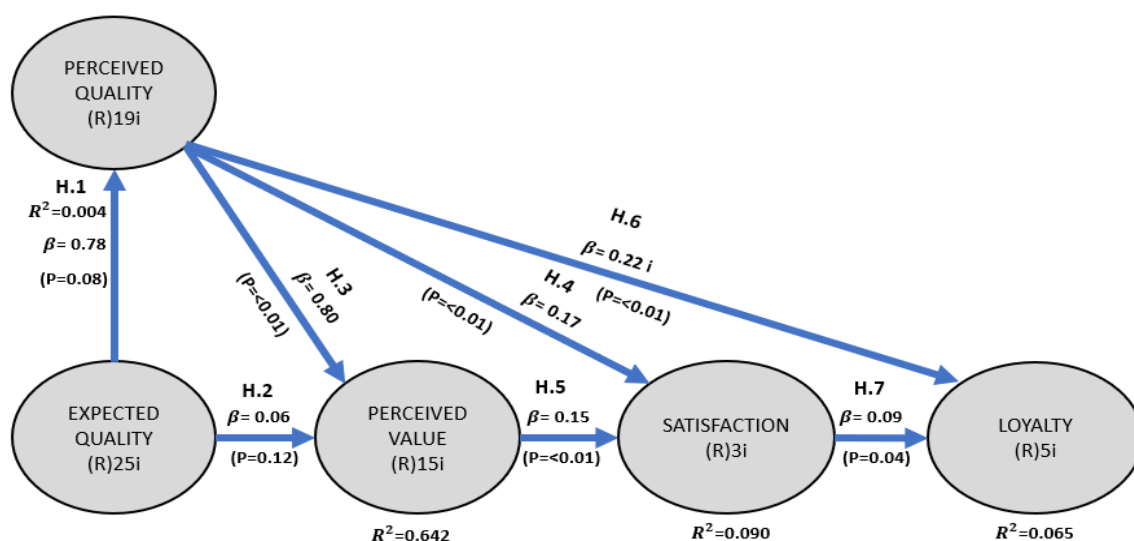 PERCEIVED
QUALITY
(R)19i
H.1
R²=0.004
β= 0.78
(P=0.08)
H.6
β= 0.22 i
(P=<0.01)
H.4
β= 0.17
(P=<0.01)
H.3
β= 0.80
(P=<0.01)
EXPECTED
QUALITY
(R)25i
H.2
β= 0.06
(P=0.12)
PERCEIVED
VALUE
(R)15i
H.5
β= 0.15
(P=<0.01)
SATISFACTION
(R)3i
H.7
β= 0.09
(P=0.04)
LOYALTY
(R)5i
R²=0.642
R²=0.090
R²=0.065